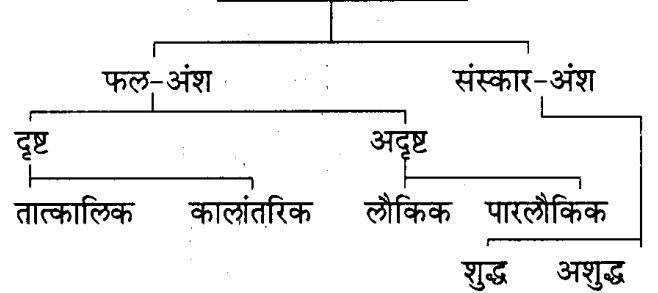 फल-अंश संस्कार-अंश
दृष्ट अदृष्ट
तात्कालिक कालांतरिक लौकिक पारलौकिक
शुद्ध अशुद्ध